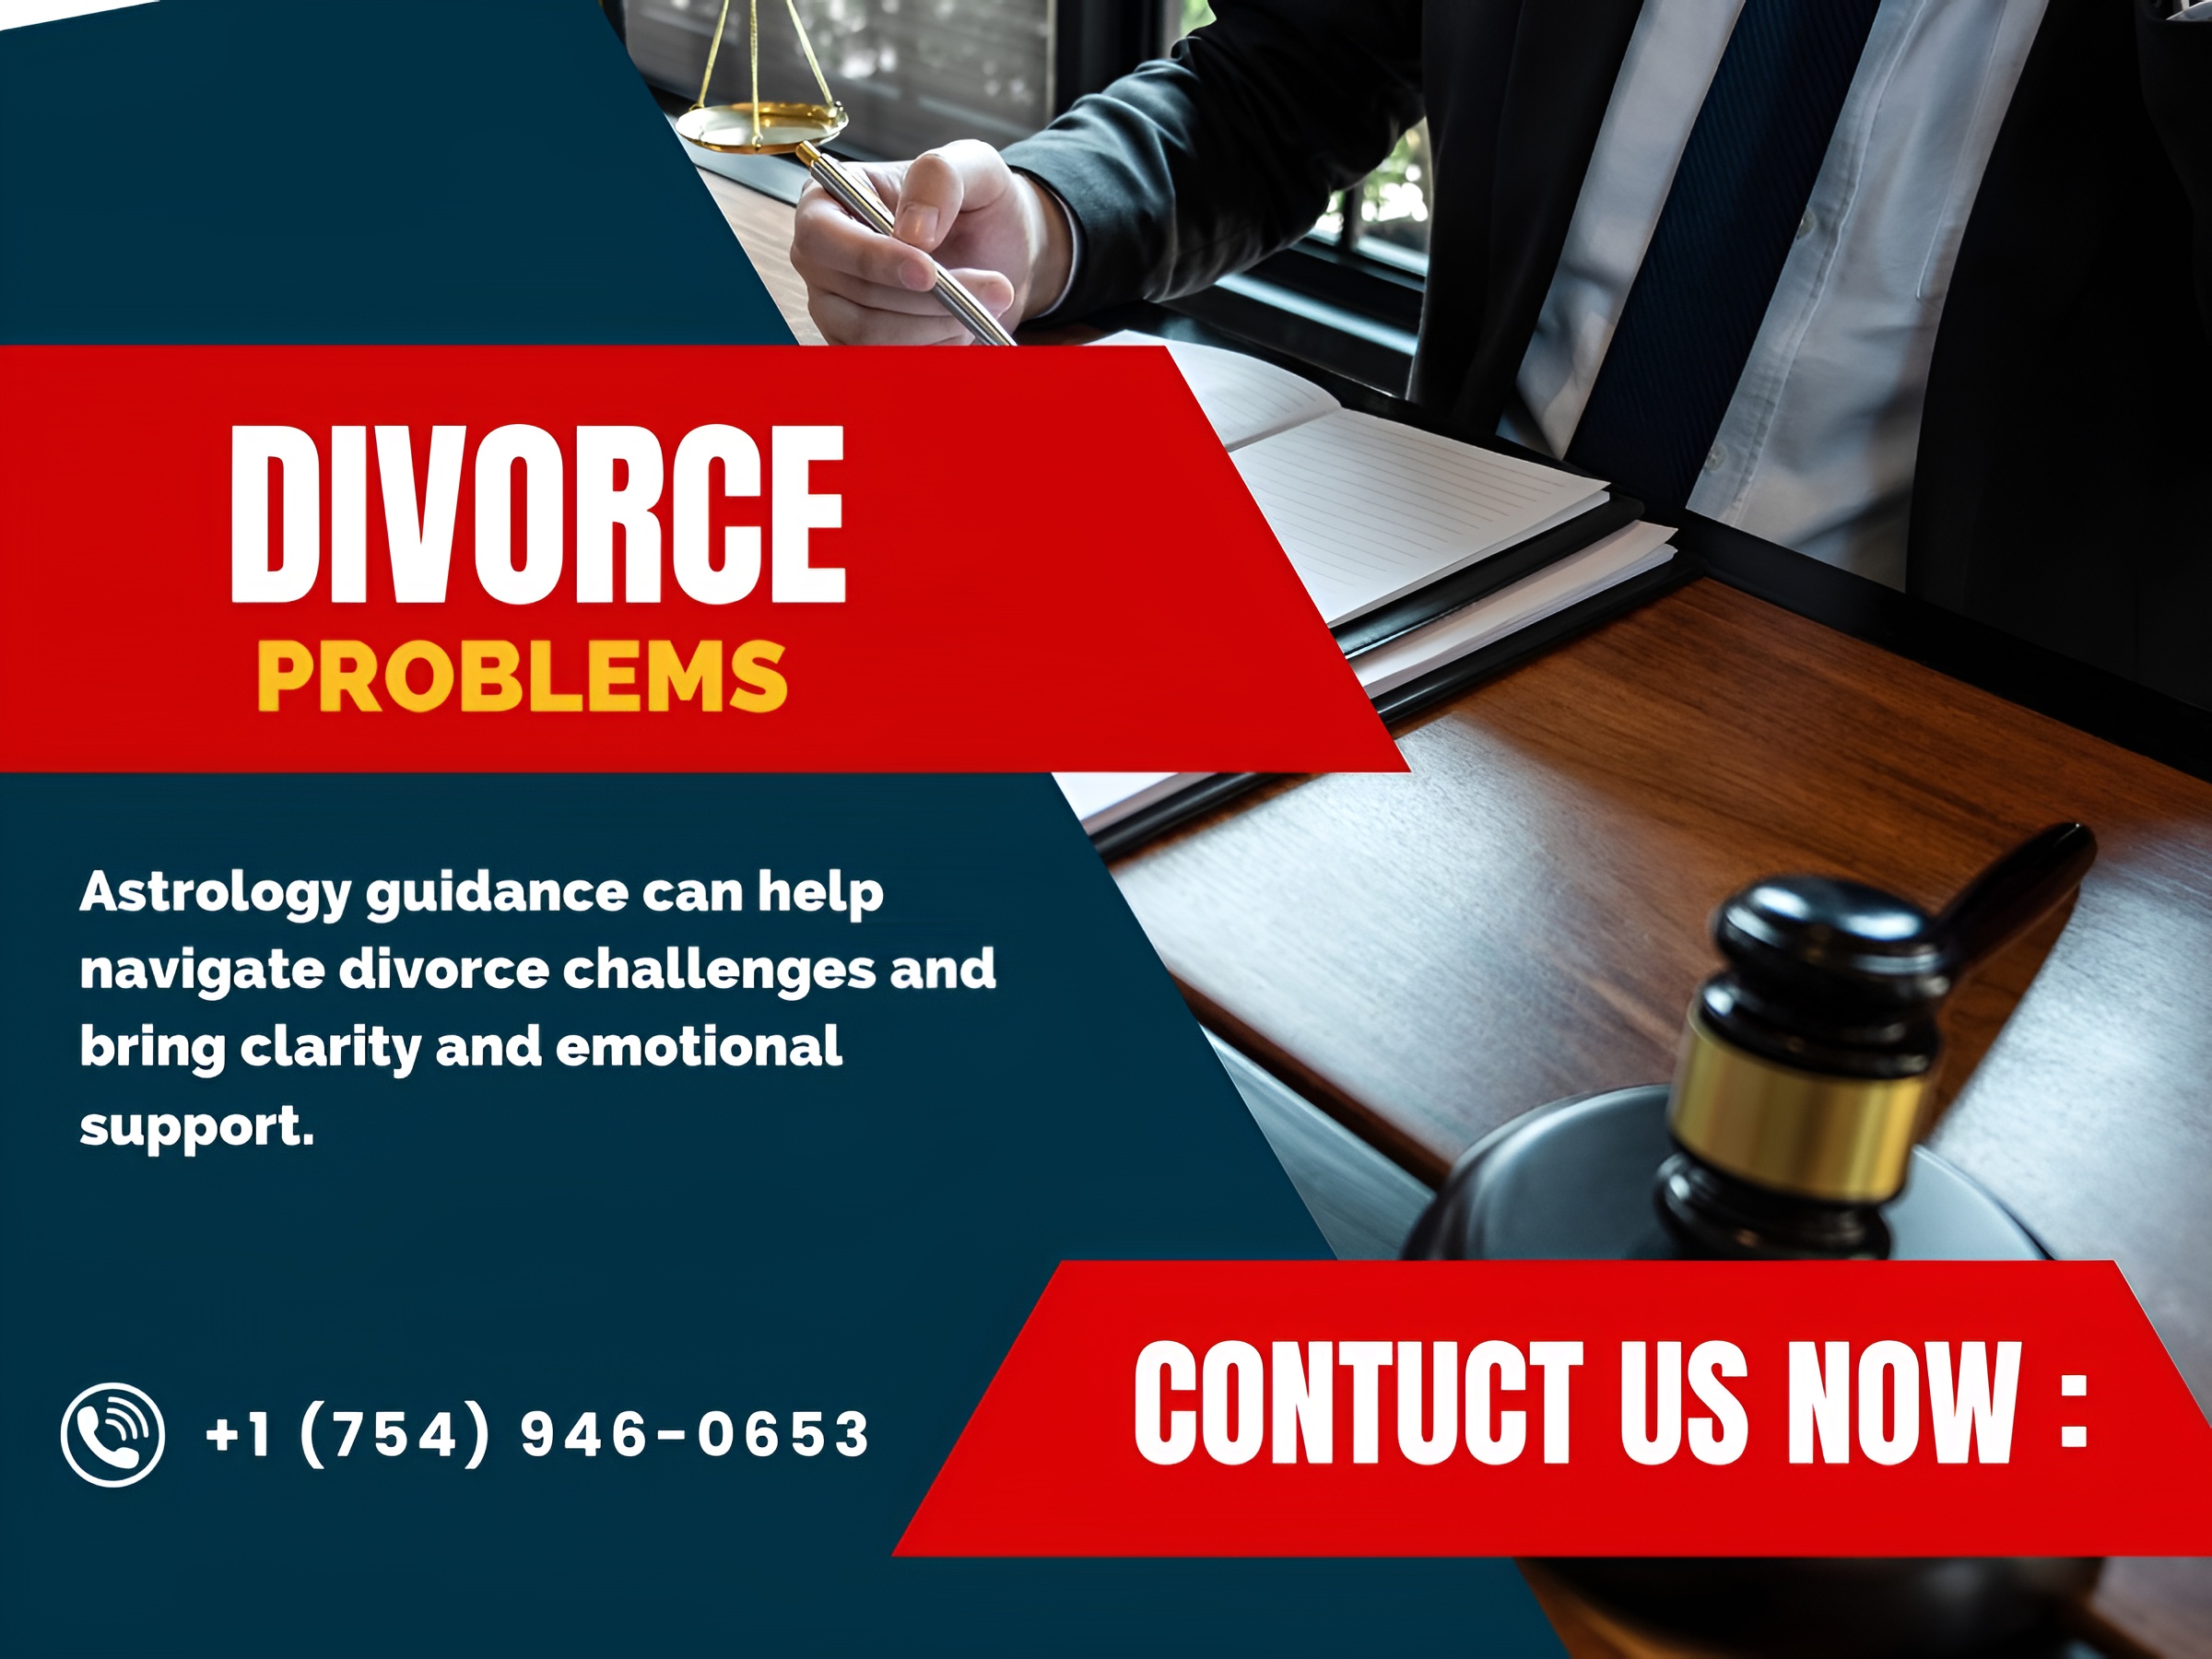 DIVORCE
PROBLEMS
Astrology guidance can help
navigate divorce challenges and
bring clarity and emotional
support.
+1 (754) 946-0653
CONTUCT US NOW :